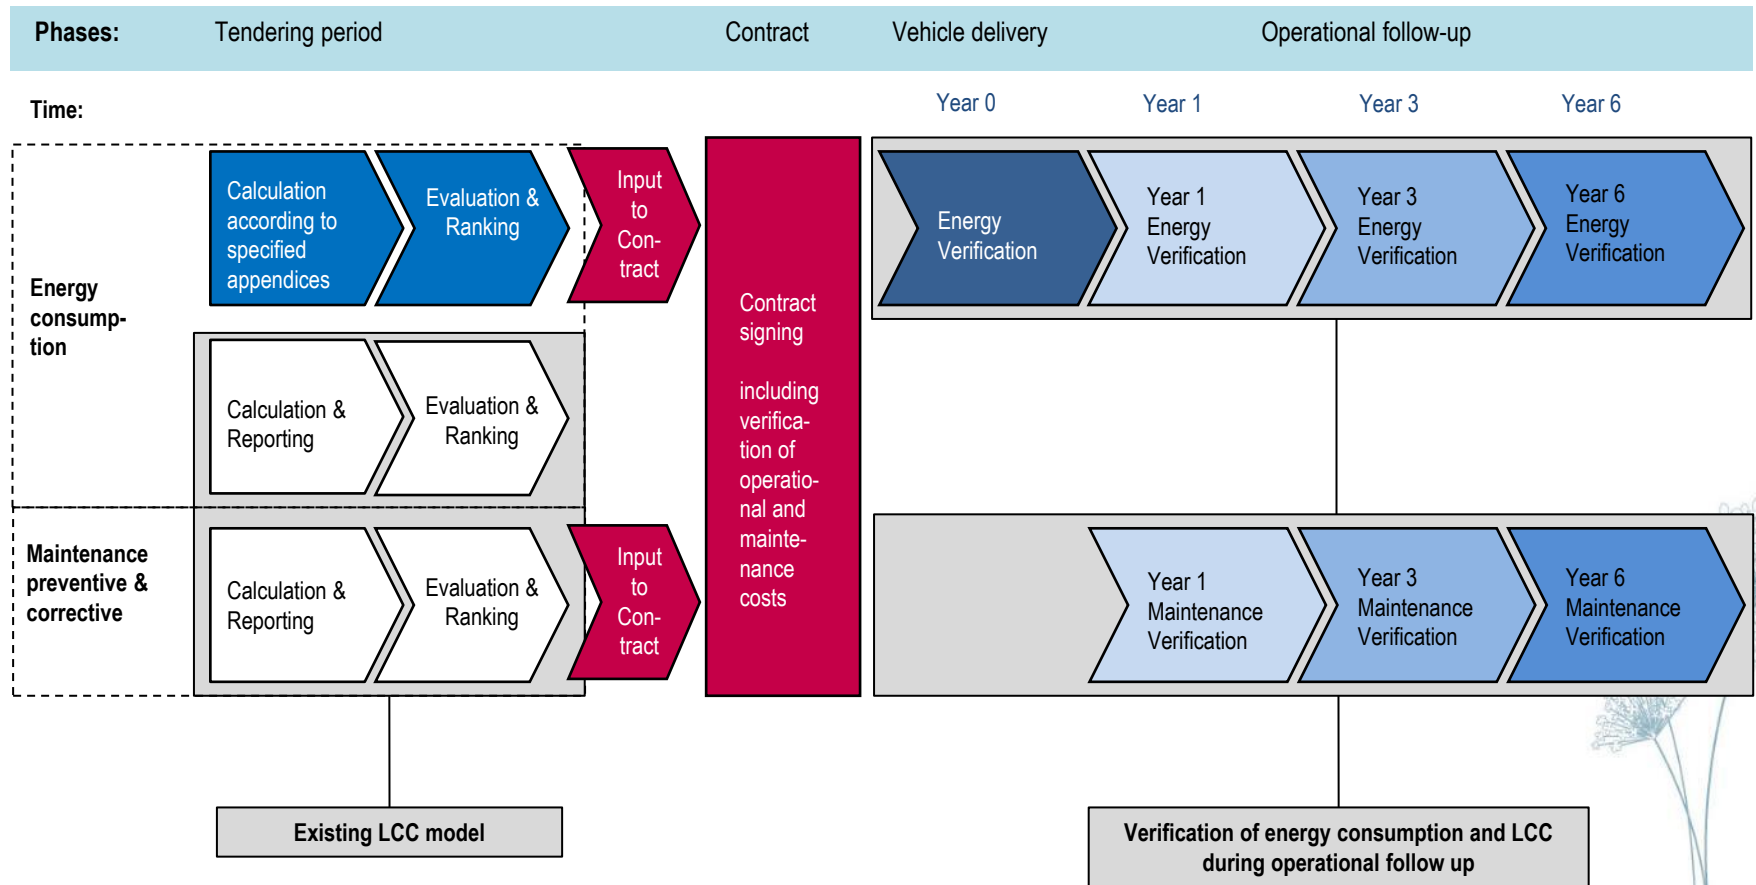 Phases:
Tendering period
Contract
Vehicle delivery
Operational follow-up
Time:
Year 0
Year 1
Year 3
Year 6
Energy
consump-
tion
Calculation
according to
specified
appendices
Evaluation &
Ranking
Input
to
Con-
tract
Calculation &
Reporting
Evaluation &
Ranking
Maintenance
preventive &
corrective
Calculation &
Reporting
Evaluation &
Ranking
Input
to
Con-
tract
Contract
signing
including
verifica-
tion of
operatio-
nal and
mainte-
nance
costs
Energy
Verification
Year 1
Energy
Verification
Year 3
Energy
Verification
Year 6
Energy
Verification
Year 1
Maintenance
Verification
Year 3
Maintenance
Verification
Year 6
Maintenance
Verification
Existing LCC model
Verification of energy consumption and LCC
during operational follow up